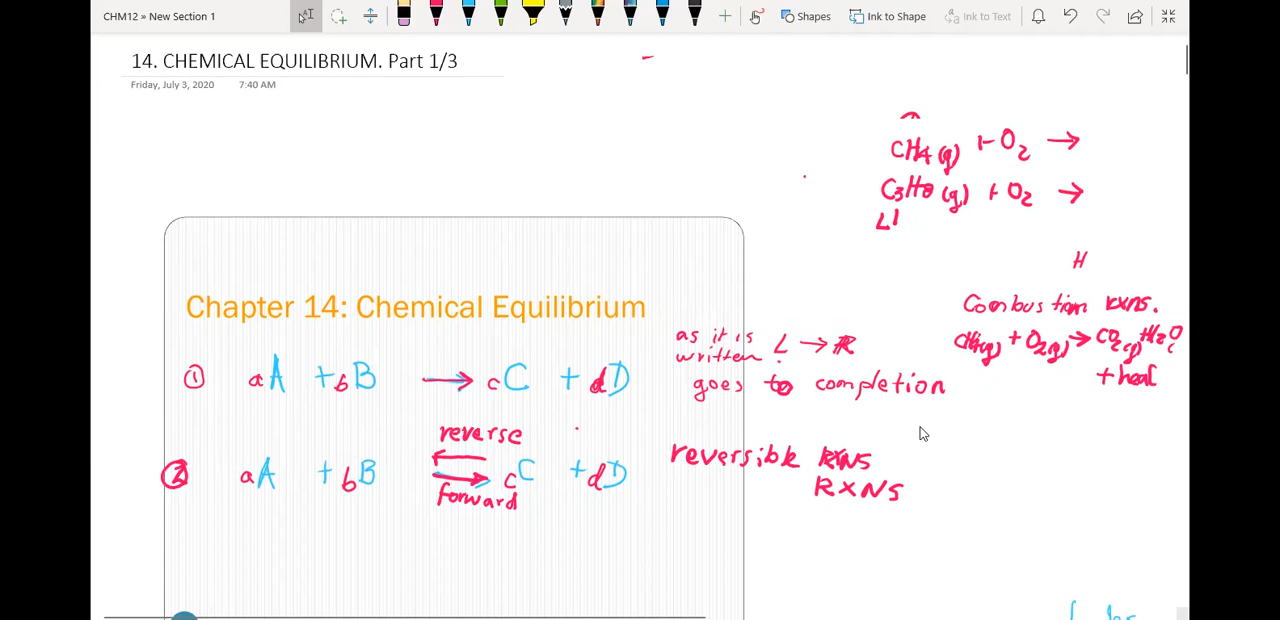 CHM12 » New Section 1
Shapes
Ink to Shape
Ink to Text
14. CHEMICAL EQUILIBRIUM. Part 1/3
Friday, July 3, 2020 7:40 AM
CH4 (g) + O2 →
C3H8 (g) + O2 →
H
Chapter 14: Chemical Equilibrium
Combustion rxns.
CH4(g) + O2(g) → CO2(g) H2O
+ heat
as it is
written L → R
① aA + bB → cC + dD
goes to completion
reverse
② aA + bB ⇌ cC + dD
forward
reversible RXNS
RXNS